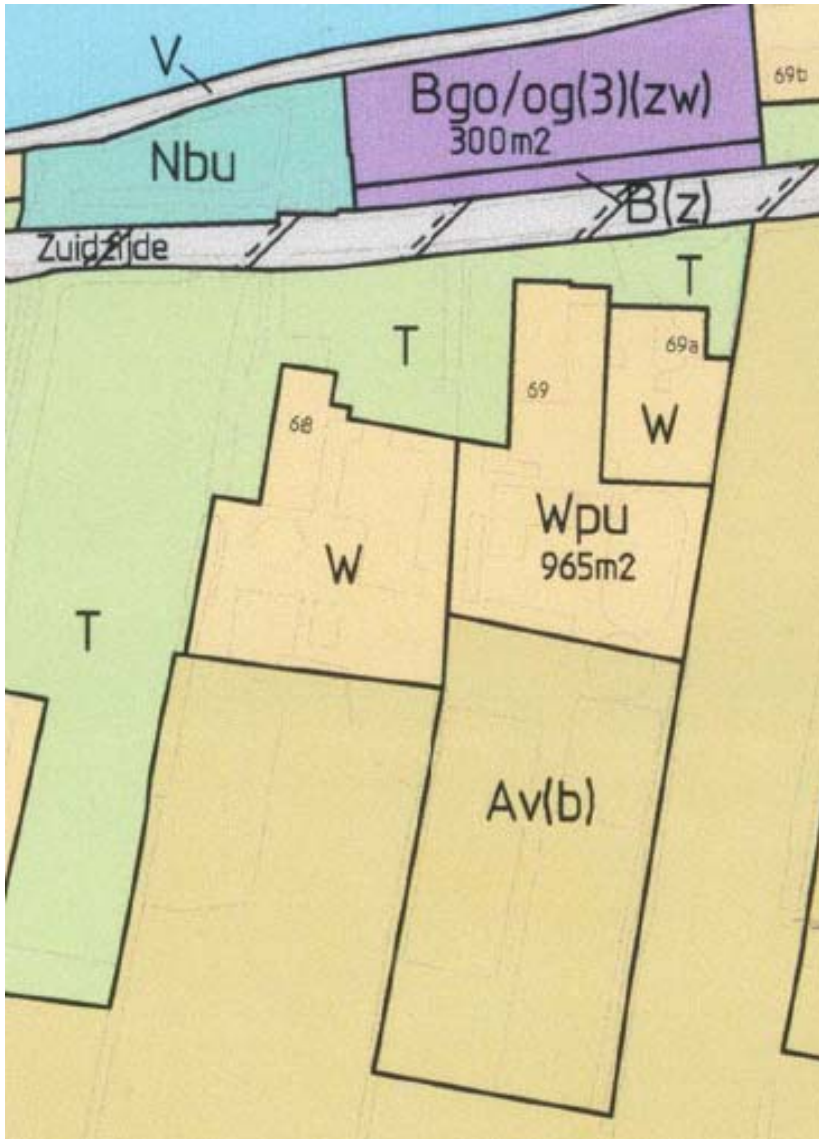 V
Bgo/og(3)(zw)
300m2
69b
Nbu
B(z)
Zuidzijde
T
T
69a
69
68
W
Wpu
965m2
W
T
Av(b)